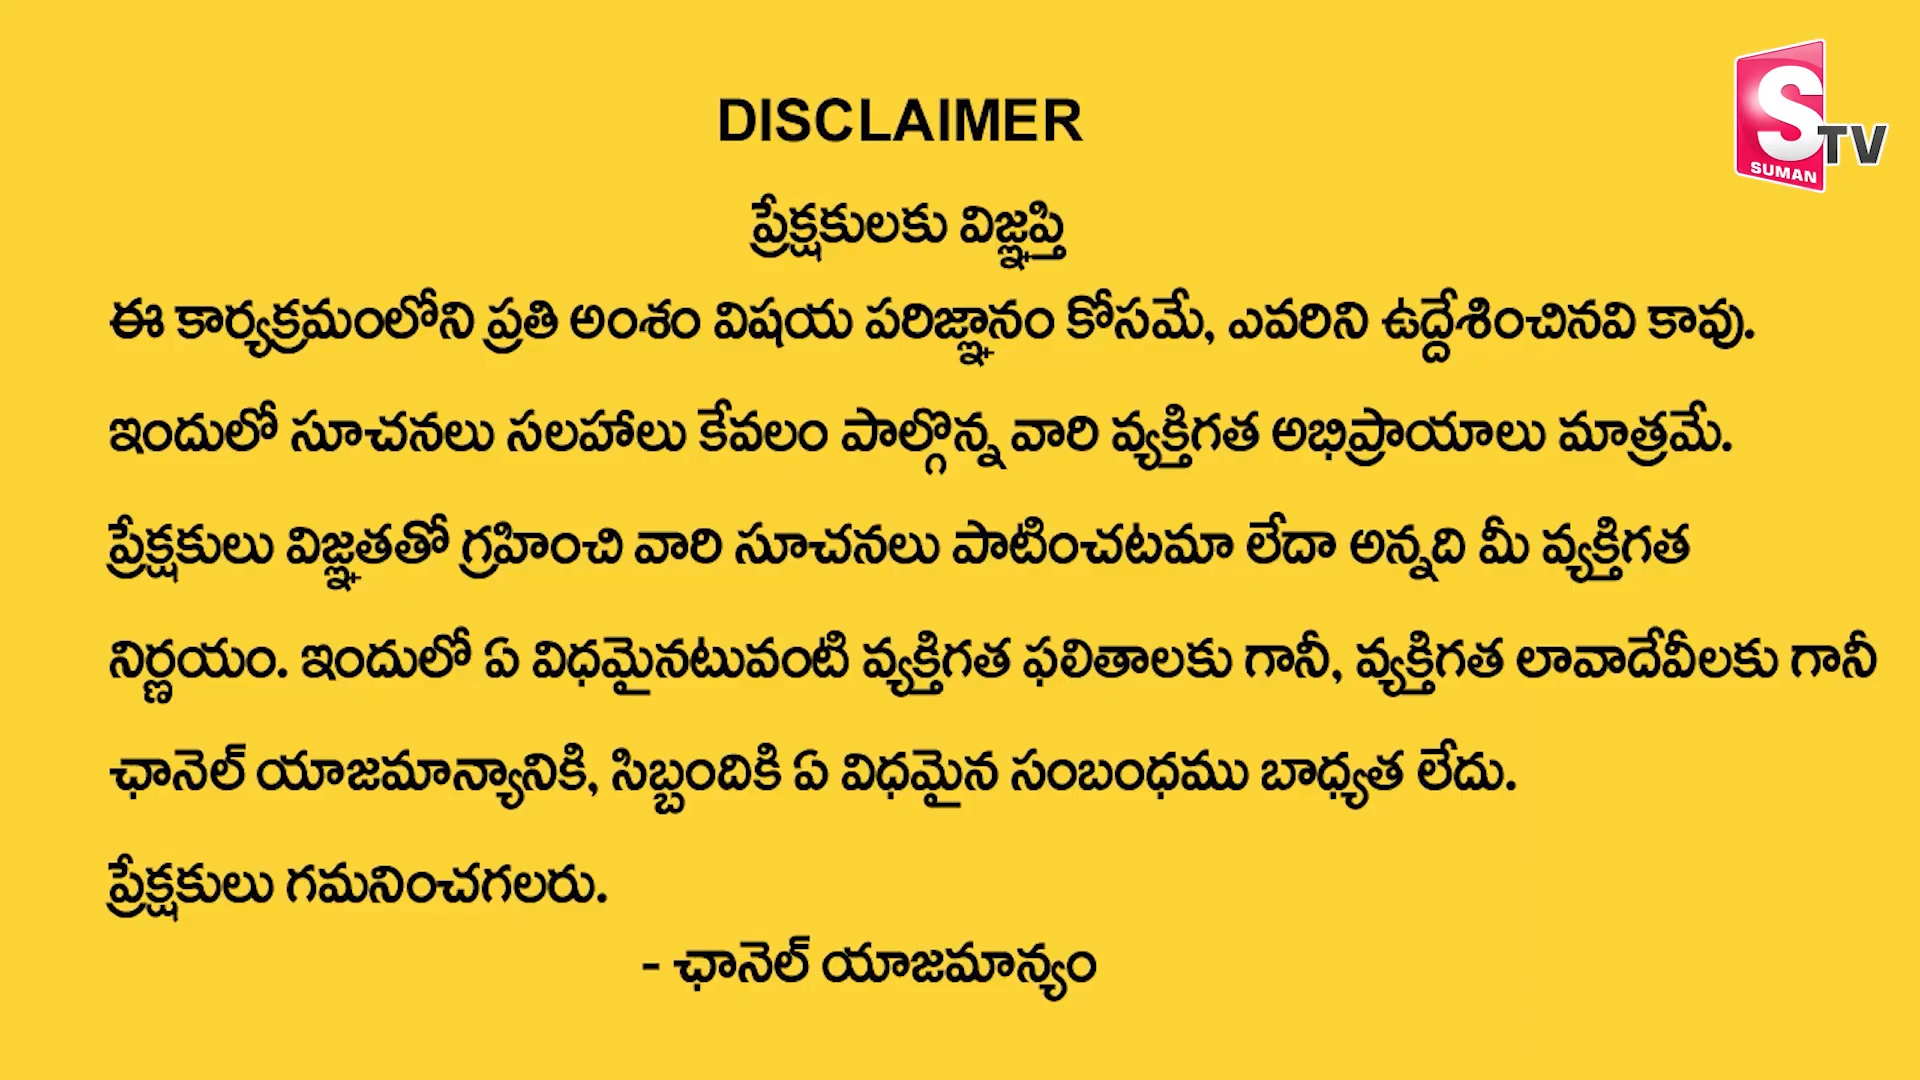 DISCLAIMER
S
TV
SUMAN
ప్రేక్షకులకు విజ్ఞప్తి
ఈ కార్యక్రమంలోని ప్రతి అంశం విషయ పరిజ్ఞానం కోసమే, ఎవరిని ఉద్దేశించినవి కావు.
ఇందులో సూచనలు సలహాలు కేవలం పాల్గొన్న వారి వ్యక్తిగత అభిప్రాయాలు మాత్రమే.
ప్రేక్షకులు విజ్ఞతతో గ్రహించి వారి సూచనలు పాటించటమా లేదా అన్నది మీ వ్యక్తిగత
నిర్ణయం. ఇందులో ఏ విధమైనటువంటి వ్యక్తిగత ఫలితాలకు గానీ, వ్యక్తిగత లావాదేవీలకు గానీ
ఛానెల్ యాజమాన్యానికి, సిబ్బందికి ఏ విధమైన సంబంధము బాధ్యత లేదు.
ప్రేక్షకులు గమనించగలరు.
- ఛానెల్ యాజమాన్యం